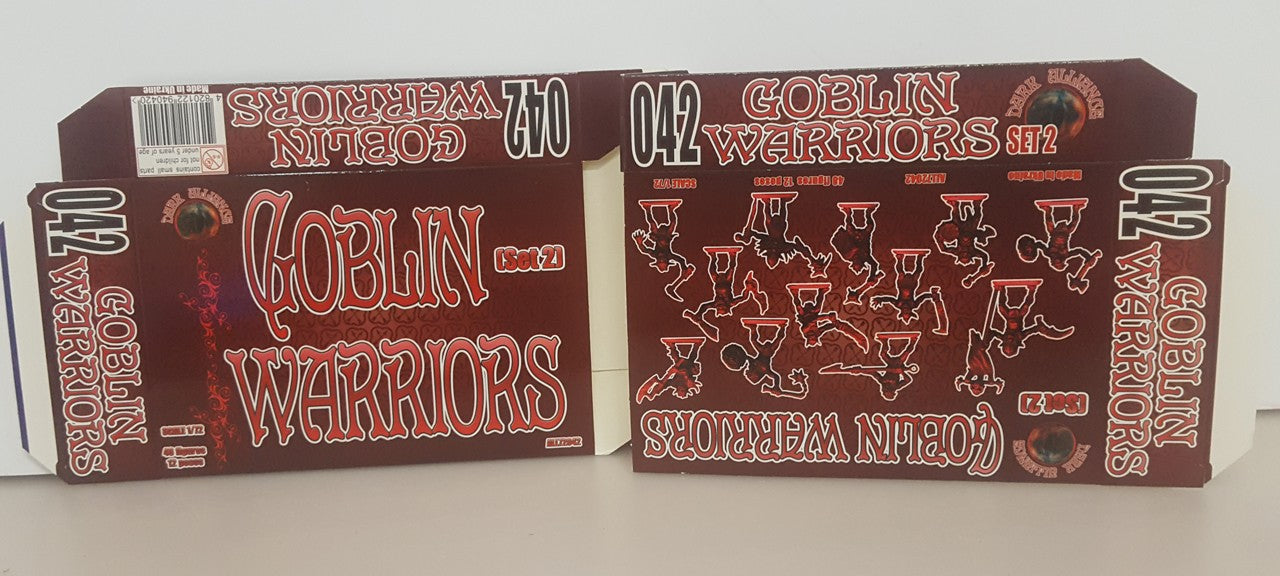 Made in Ukraine
4 820122 940420
contains small parts
not for children
under 5 years of age
042
GOBLIN
WARRIORS
042
GOBLIN
WARRIORS
DARK ALLIANCE
GOBLIN
(Set 2)
WARRIORS
SCALE 1/72
48 figures
12 poses
ALL72042
042
GOBLIN
WARRIORS
SET 2
DARK ALLIANCE
SCALE 1/72
48 figures 12 poses
ALL72042
Made in Ukraine
GOBLIN WARRIORS
(Set 2)
DARK ALLIANCE
042
GOBLIN
WARRIORS